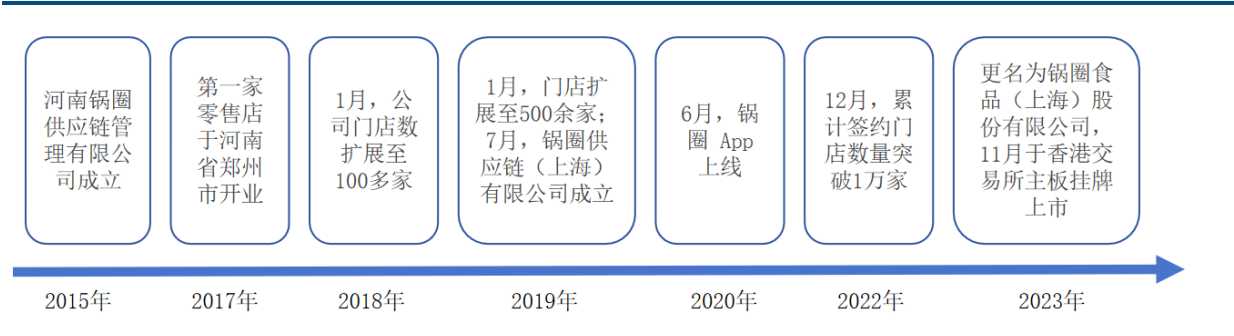 河南锅圈
供应链管
理有限公
司成立
第一家
零售店
于河南
省郑州
市开业
1月，公
司门店数
扩展至
100多家
1月，门店扩
展至500余家；
7月，锅圈供
应链（上海）
有限公司成立
6月，锅
圈 App
上线
12月，累
计签约门
店数量突
破1万家
更名为锅圈食
品（上海）股
份有限公司，
11月于香港交
易所主板挂牌
上市
2015年
2017年
2018年
2019年
2020年
2022年
2023年